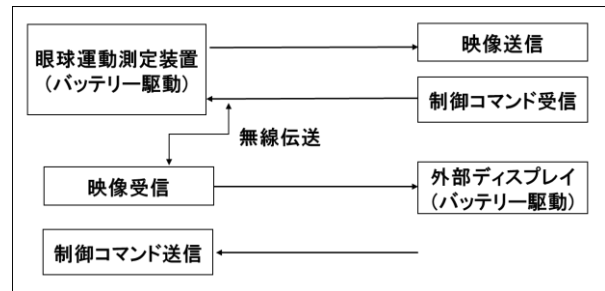 眼球運動測定装置
(バッテリー駆動)
映像送信
制御コマンド受信
無線伝送
映像受信
外部ディスプレイ
(バッテリー駆動)
制御コマンド送信